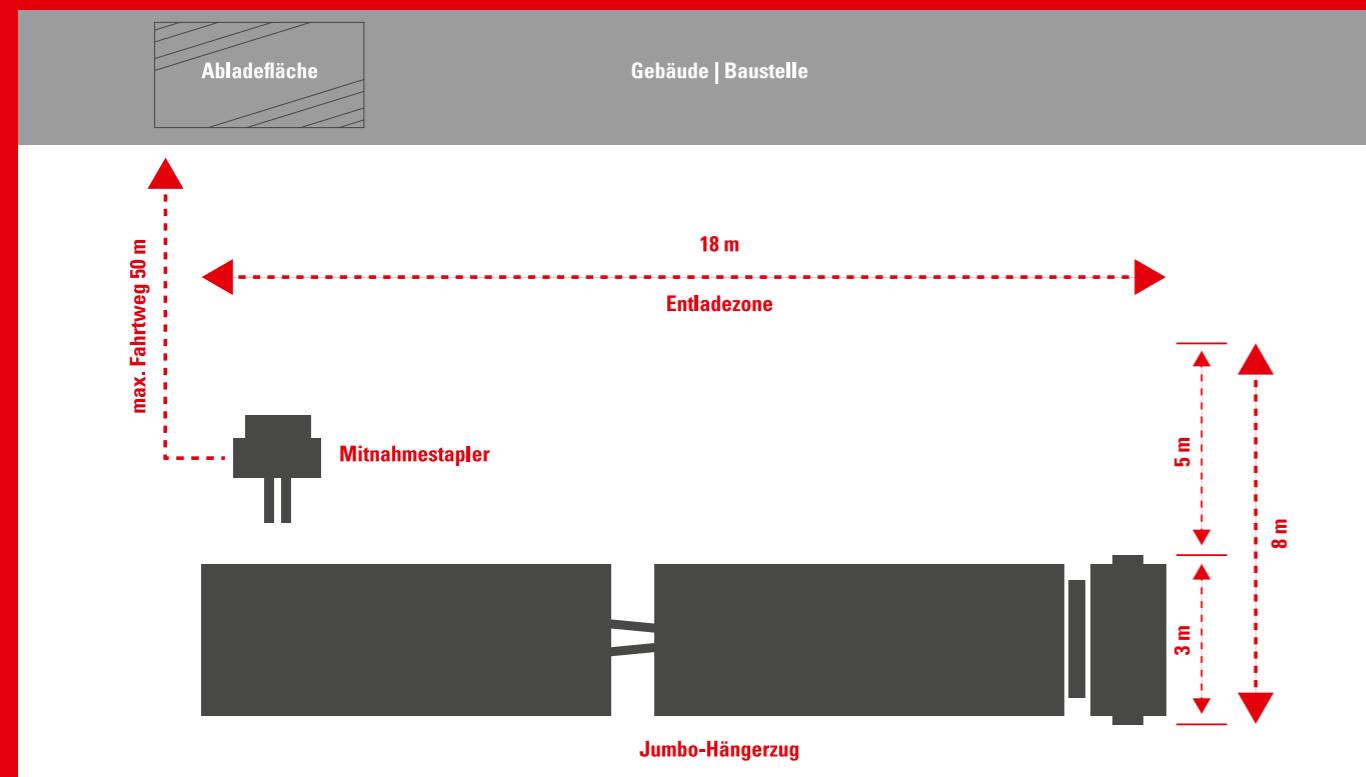 Abladefläche
Gebäude | Baustelle
max. Fahrtweg 50 m
18 m
Entladezone
Mitnahmestapler
5 m
8 m
3 m
Jumbo-Hängerzug